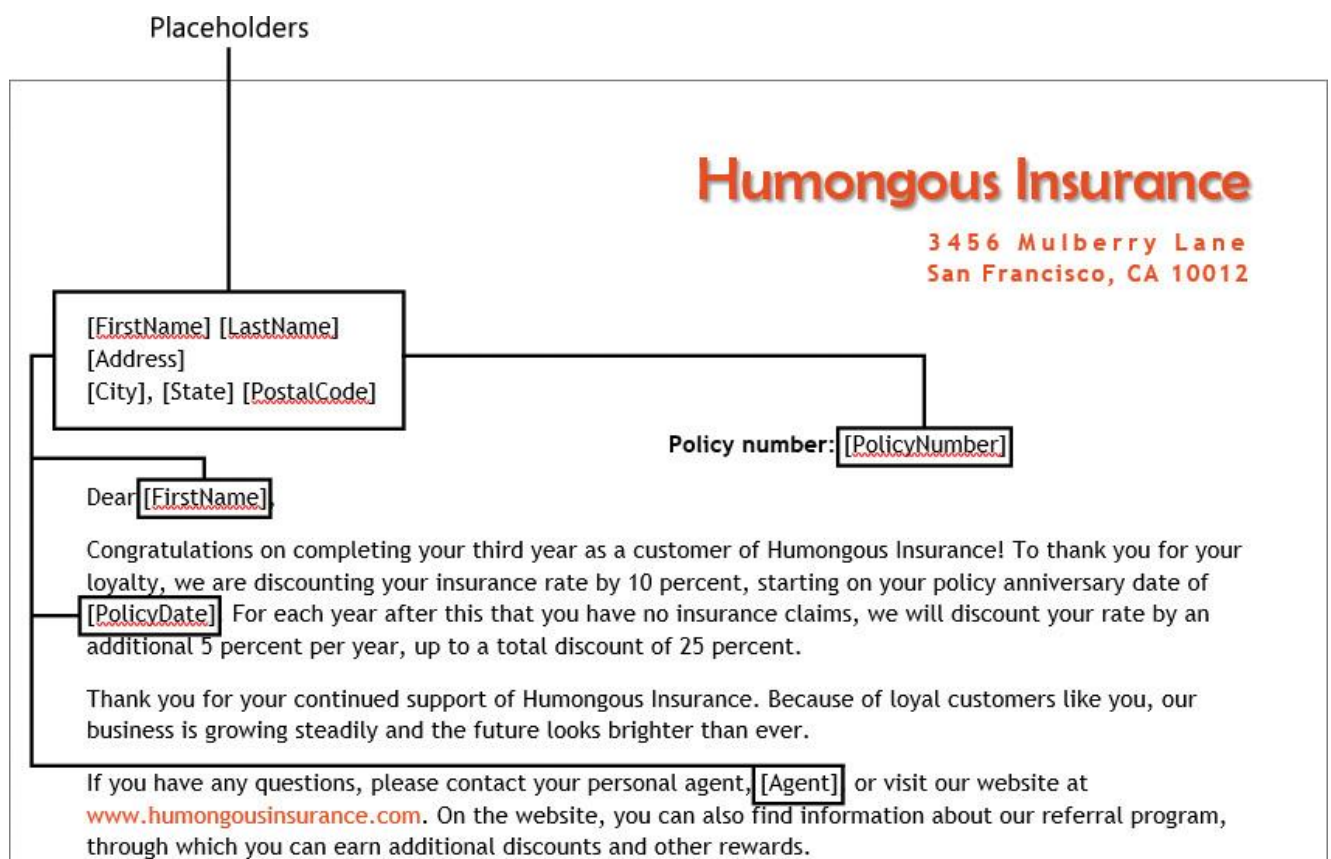 Placeholders
Humongous Insurance
3456 Mulberry Lane
San Francisco, CA 10012
[FirstName] [LastName]
[Address]
[City], [State] [PostalCode]
Policy number: [PolicyNumber]
Dear [FirstName],
Congratulations on completing your third year as a customer of Humongous Insurance! To thank you for your
loyalty, we are discounting your insurance rate by 10 percent, starting on your policy anniversary date of
[PolicyDate] For each year after this that you have no insurance claims, we will discount your rate by an
additional 5 percent per year, up to a total discount of 25 percent.
Thank you for your continued support of Humongous Insurance. Because of loyal customers like you, our
business is growing steadily and the future looks brighter than ever.
If you have any questions, please contact your personal agent, [Agent] or visit our website at
www.humongousinsurance.com. On the website, you can also find information about our referral program,
through which you can earn additional discounts and other rewards.